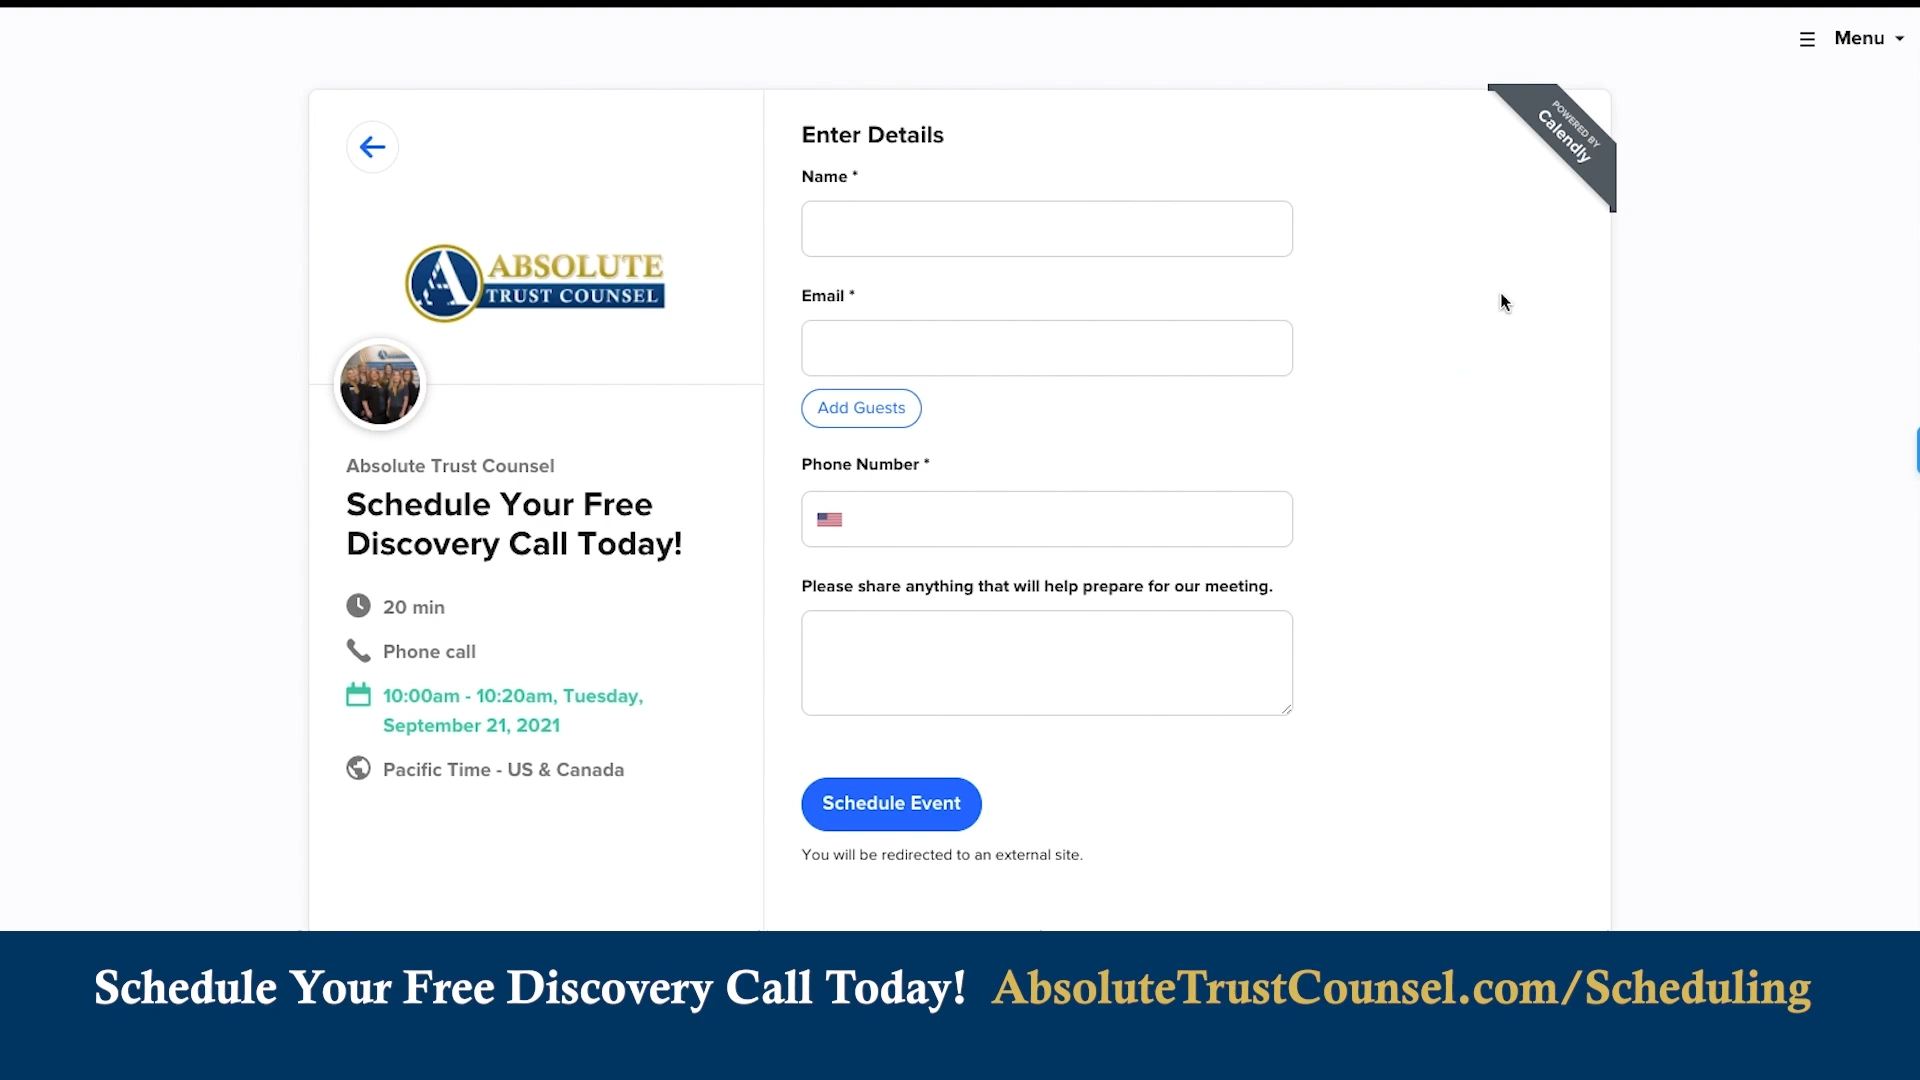 Menu
POWERED BY
Calendly
ABSOLUTE
TRUST COUNSEL
Absolute Trust Counsel
Schedule Your Free
Discovery Call Today!
20 min
Phone call
10:00am - 10:20am, Tuesday,
September 21, 2021
Pacific Time - US & Canada
Enter Details
Name *
Email *
Add Guests
Phone Number *
Please share anything that will help prepare for our meeting.
Schedule Event
You will be redirected to an external site.
Schedule Your Free Discovery Call Today! AbsoluteTrustCounsel.com/Scheduling